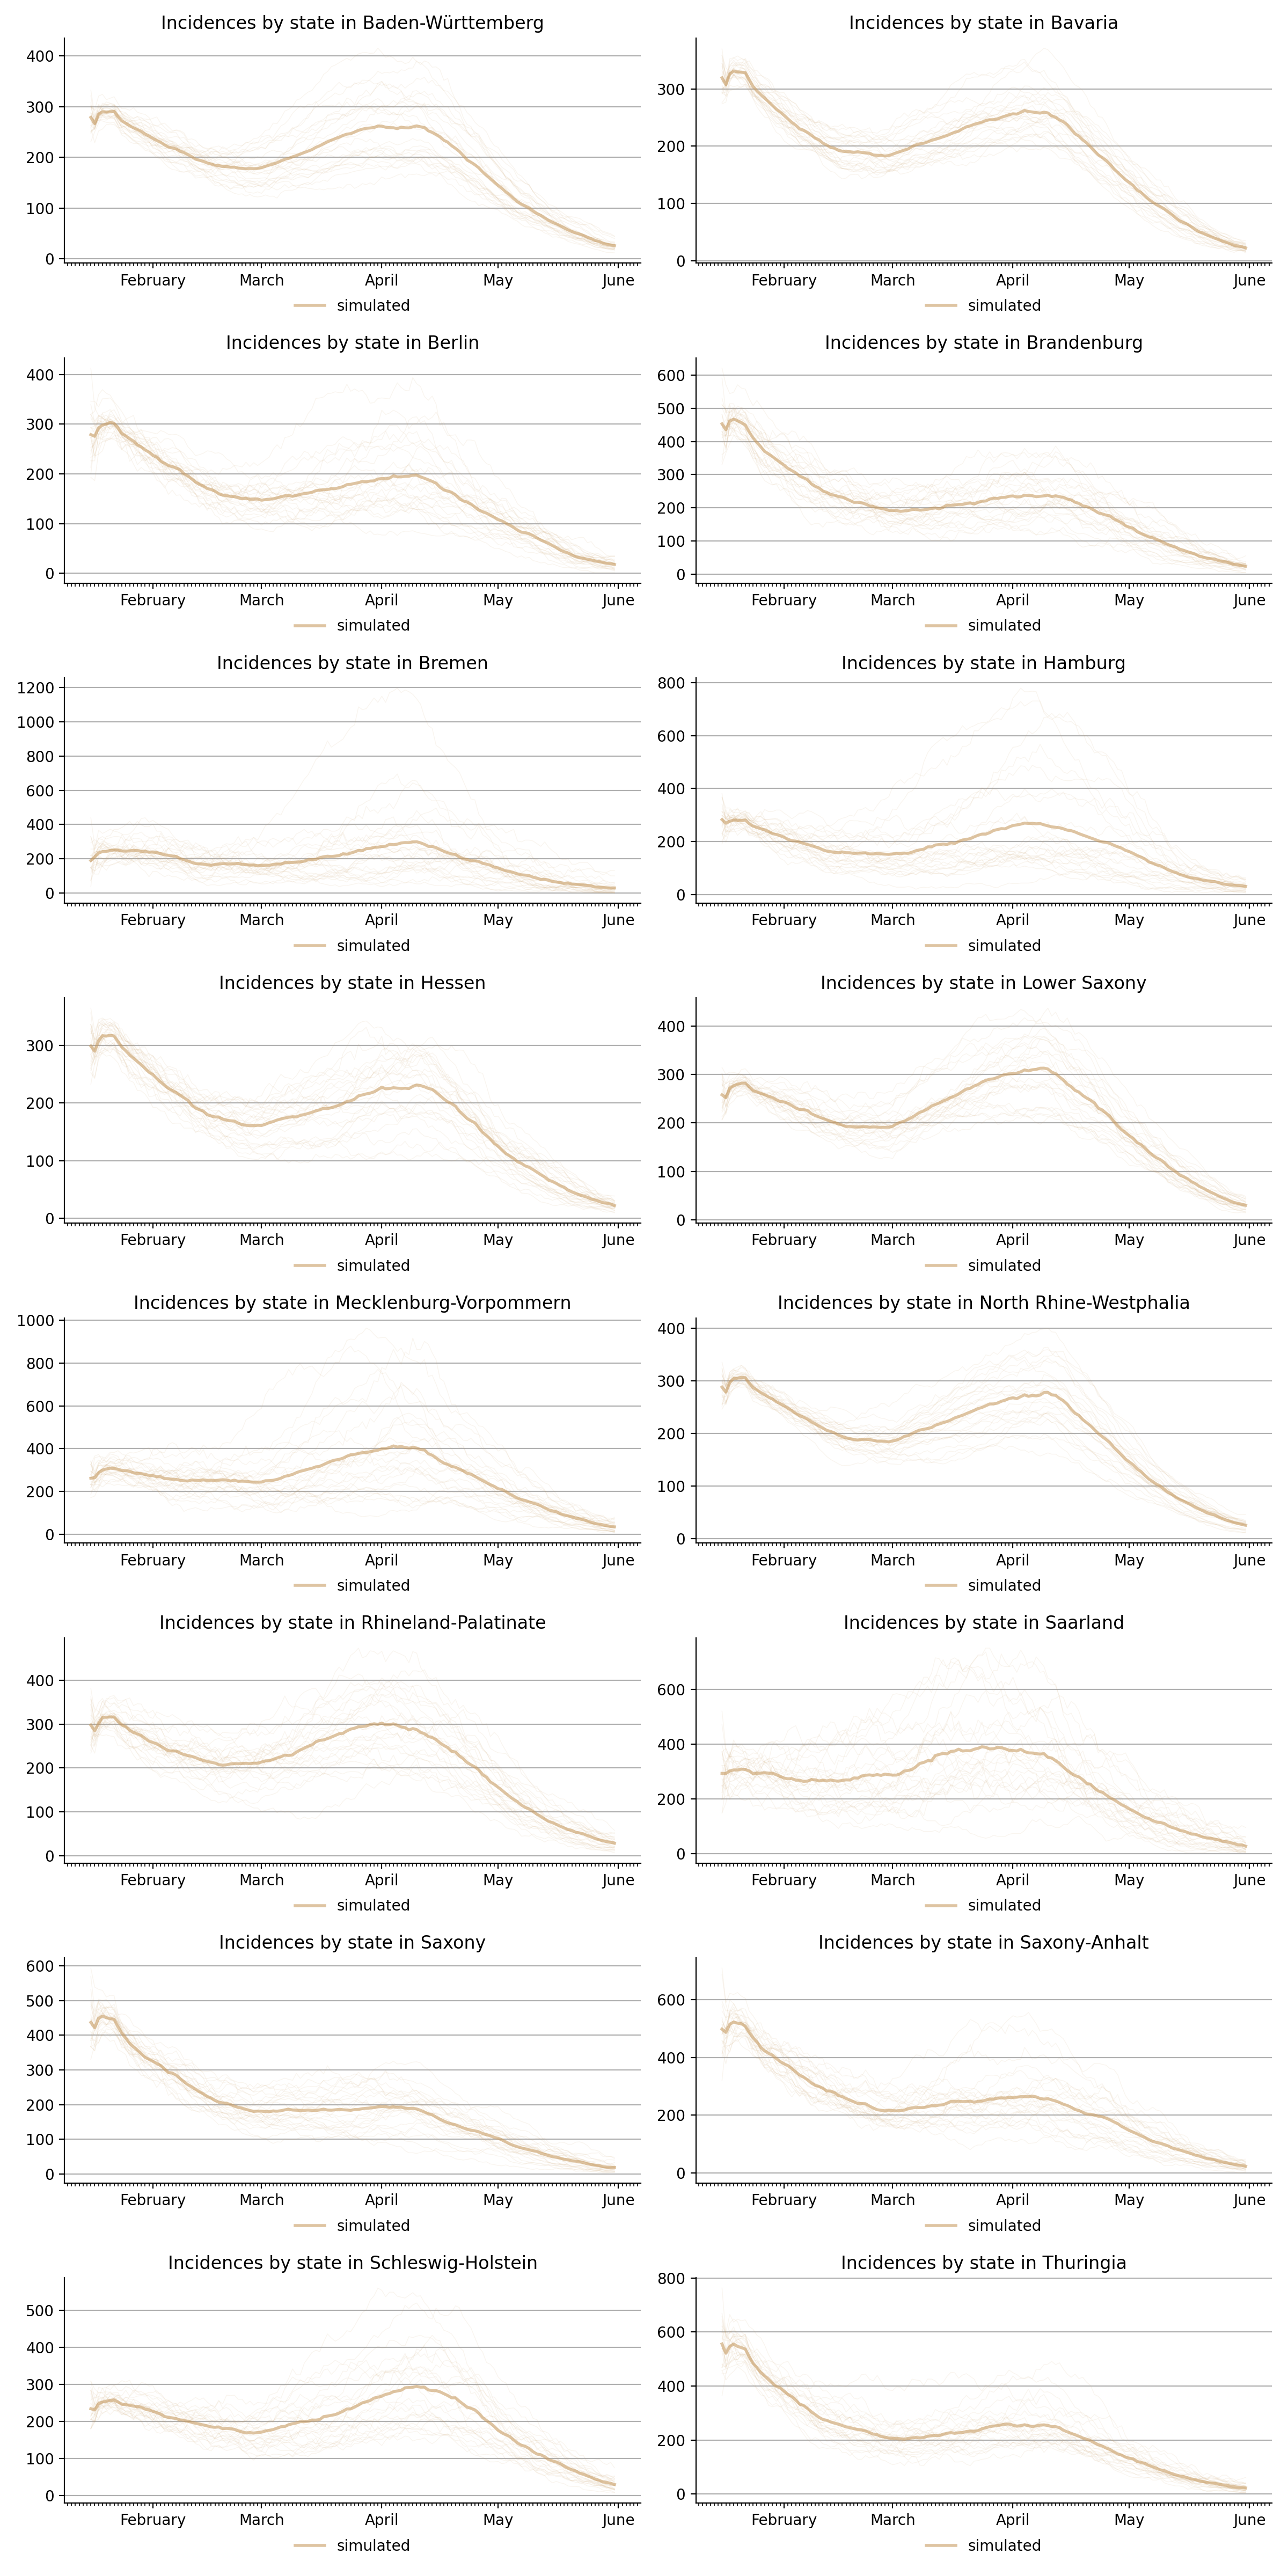 Incidences by state in Baden-Württemberg
400
300
200
100
0
February March April May June
simulated
Incidences by state in Bavaria
300
200
100
0
February March April May June
simulated
Incidences by state in Berlin
400
300
200
100
0
February March April May June
simulated
Incidences by state in Brandenburg
600
500
400
300
200
100
0
February March April May June
simulated
Incidences by state in Bremen
1200
1000
800
600
400
200
0
February March April May June
simulated
Incidences by state in Hamburg
800
600
400
200
0
February March April May June
simulated
Incidences by state in Hessen
300
200
100
0
February March April May June
simulated
Incidences by state in Lower Saxony
400
300
200
100
0
February March April May June
simulated
Incidences by state in Mecklenburg-Vorpommern
1000
800
600
400
200
0
February March April May June
simulated
Incidences by state in North Rhine-Westphalia
400
300
200
100
0
February March April May June
simulated
Incidences by state in Rhineland-Palatinate
400
300
200
100
0
February March April May June
simulated
Incidences by state in Saarland
600
400
200
0
February March April May June
simulated
Incidences by state in Saxony
600
500
400
300
200
100
0
February March April May June
simulated
Incidences by state in Saxony-Anhalt
600
400
200
0
February March April May June
simulated
Incidences by state in Schleswig-Holstein
500
400
300
200
100
0
February March April May June
simulated
Incidences by state in Thuringia
800
600
400
200
0
February March April May June
simulated